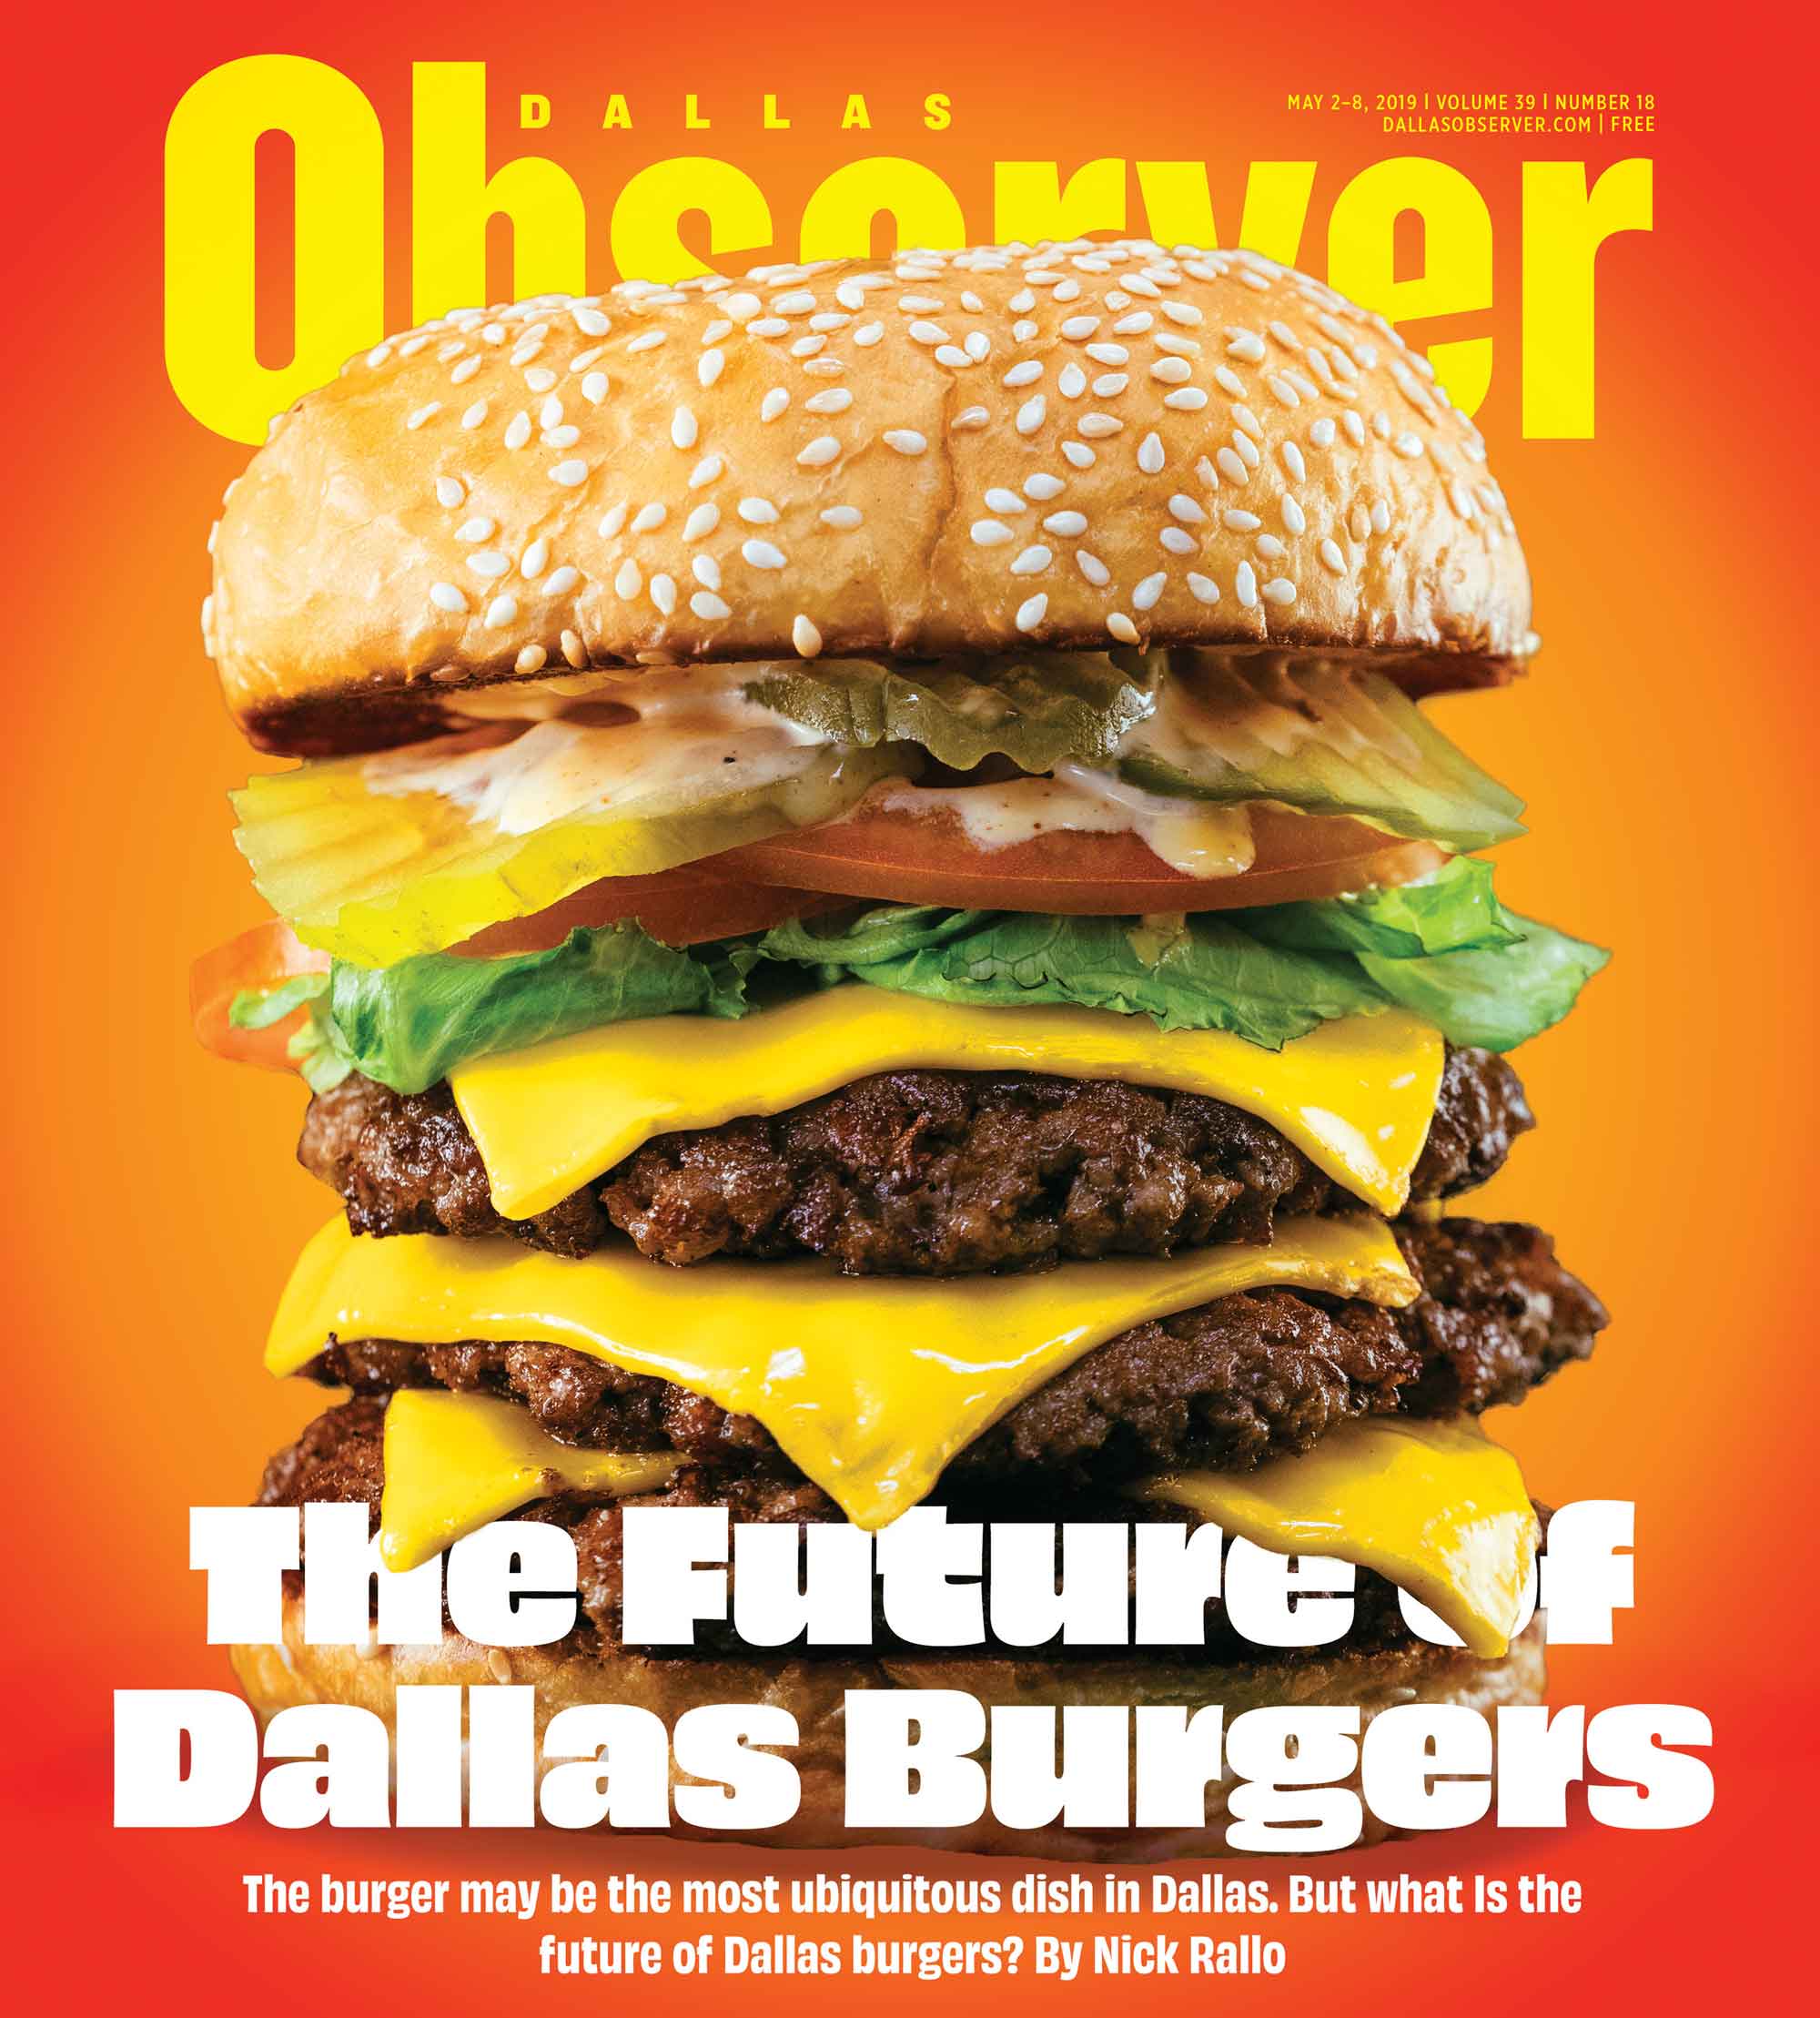 DALLAS
MAY 2–8, 2019 | VOLUME 39 | NUMBER 18
DALLASOBSERVER.COM | FREE
Observer
The Future of
Dallas Burgers
The burger may be the most ubiquitous dish in Dallas. But what Is the
future of Dallas burgers? By Nick Rallo